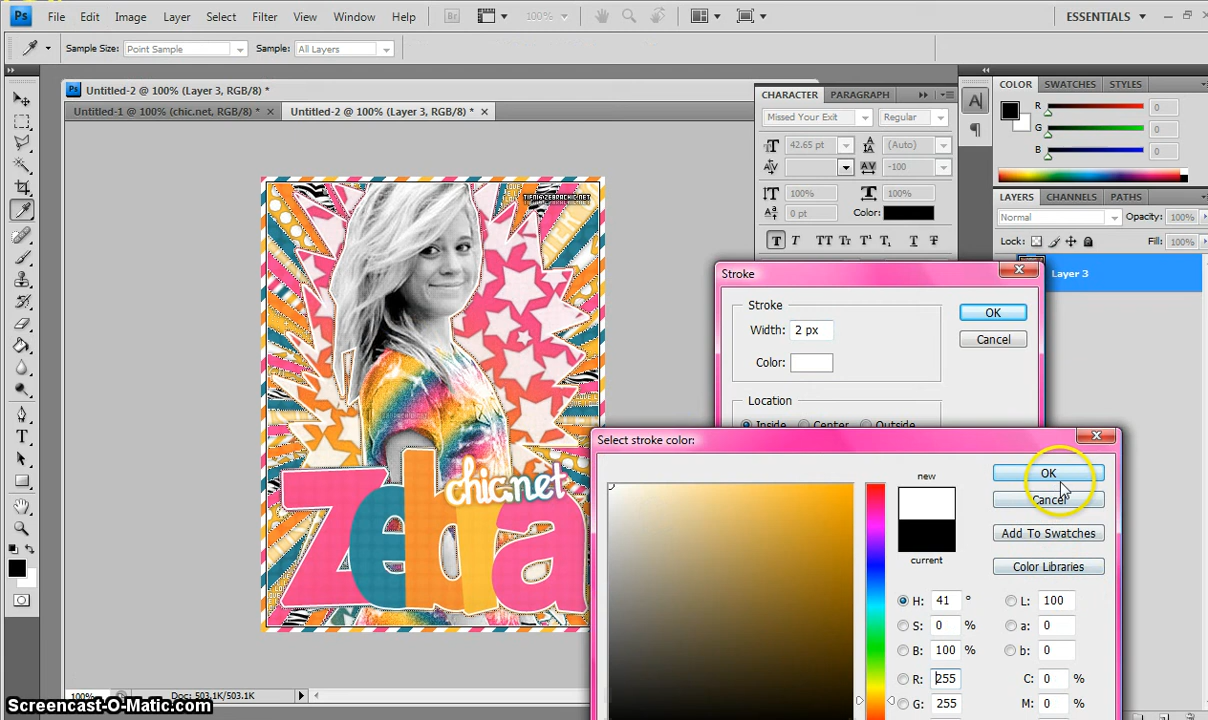 Ps File Edit Image Layer Select Filter View Window Help Br 100% ESSENTIALS
Sample Size: Point Sample Sample: All Layers
Untitled-2 @ 100% (Layer 3, RGB/8) *
Untitled-1 @ 100% (chic.net, RGB/8) * Untitled-2 @ 100% (Layer 3, RGB/8) *
CHARACTER PARAGRAPH
Missed Your Exit Regular
42.65 pt (Auto)
-100
100% 100%
0 pt Color:
COLOR SWATCHES STYLES
R 0
G 0
B 0
LAYERS CHANNELS PATHS
Normal Opacity: 100%
Lock: Fill: 100%
Layer 3
Stroke
Stroke
Width: 2 px
Color:
OK
Cancel
Location
Inside Center Outside
Select stroke color:
new
current
OK
Cancel
Add To Swatches
Color Libraries
H: 41 ° L: 100
S: 0 % a: 0
B: 100 % b: 0
R: 255 C: 0 %
G: 255 M: 0 %
zebra
chic.net
100% Doc: 503.1K/503.1K
Screencast-O-Matic.com